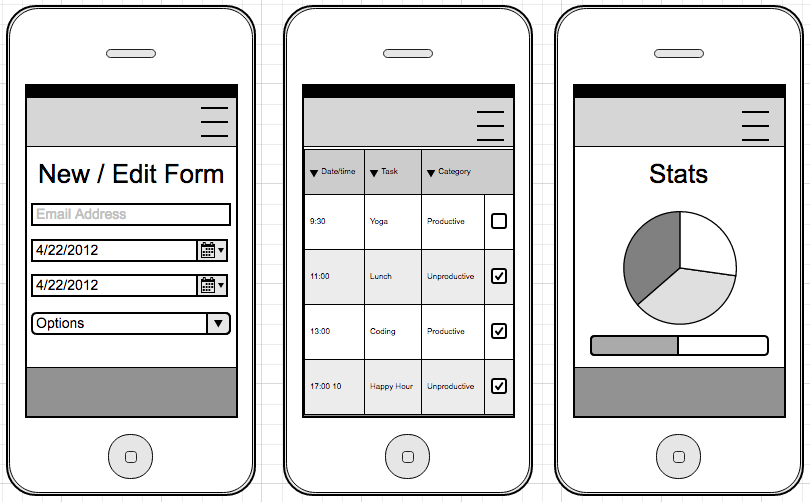 New / Edit Form
Email Address
4/22/2012
4/22/2012
Options
Date/time Task Category
9:30 Yoga Productive
11:00 Lunch Unproductive
13:00 Coding Productive
17:00 10 Happy Hour Unproductive
Stats